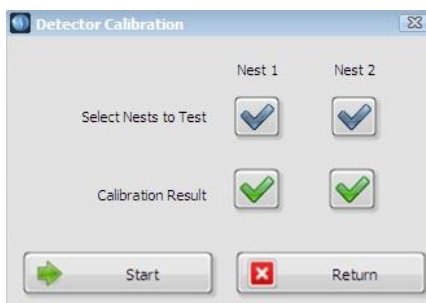 Detector Calibration
Nest 1 Nest 2
Select Nests to Test
Calibration Result
Start Return